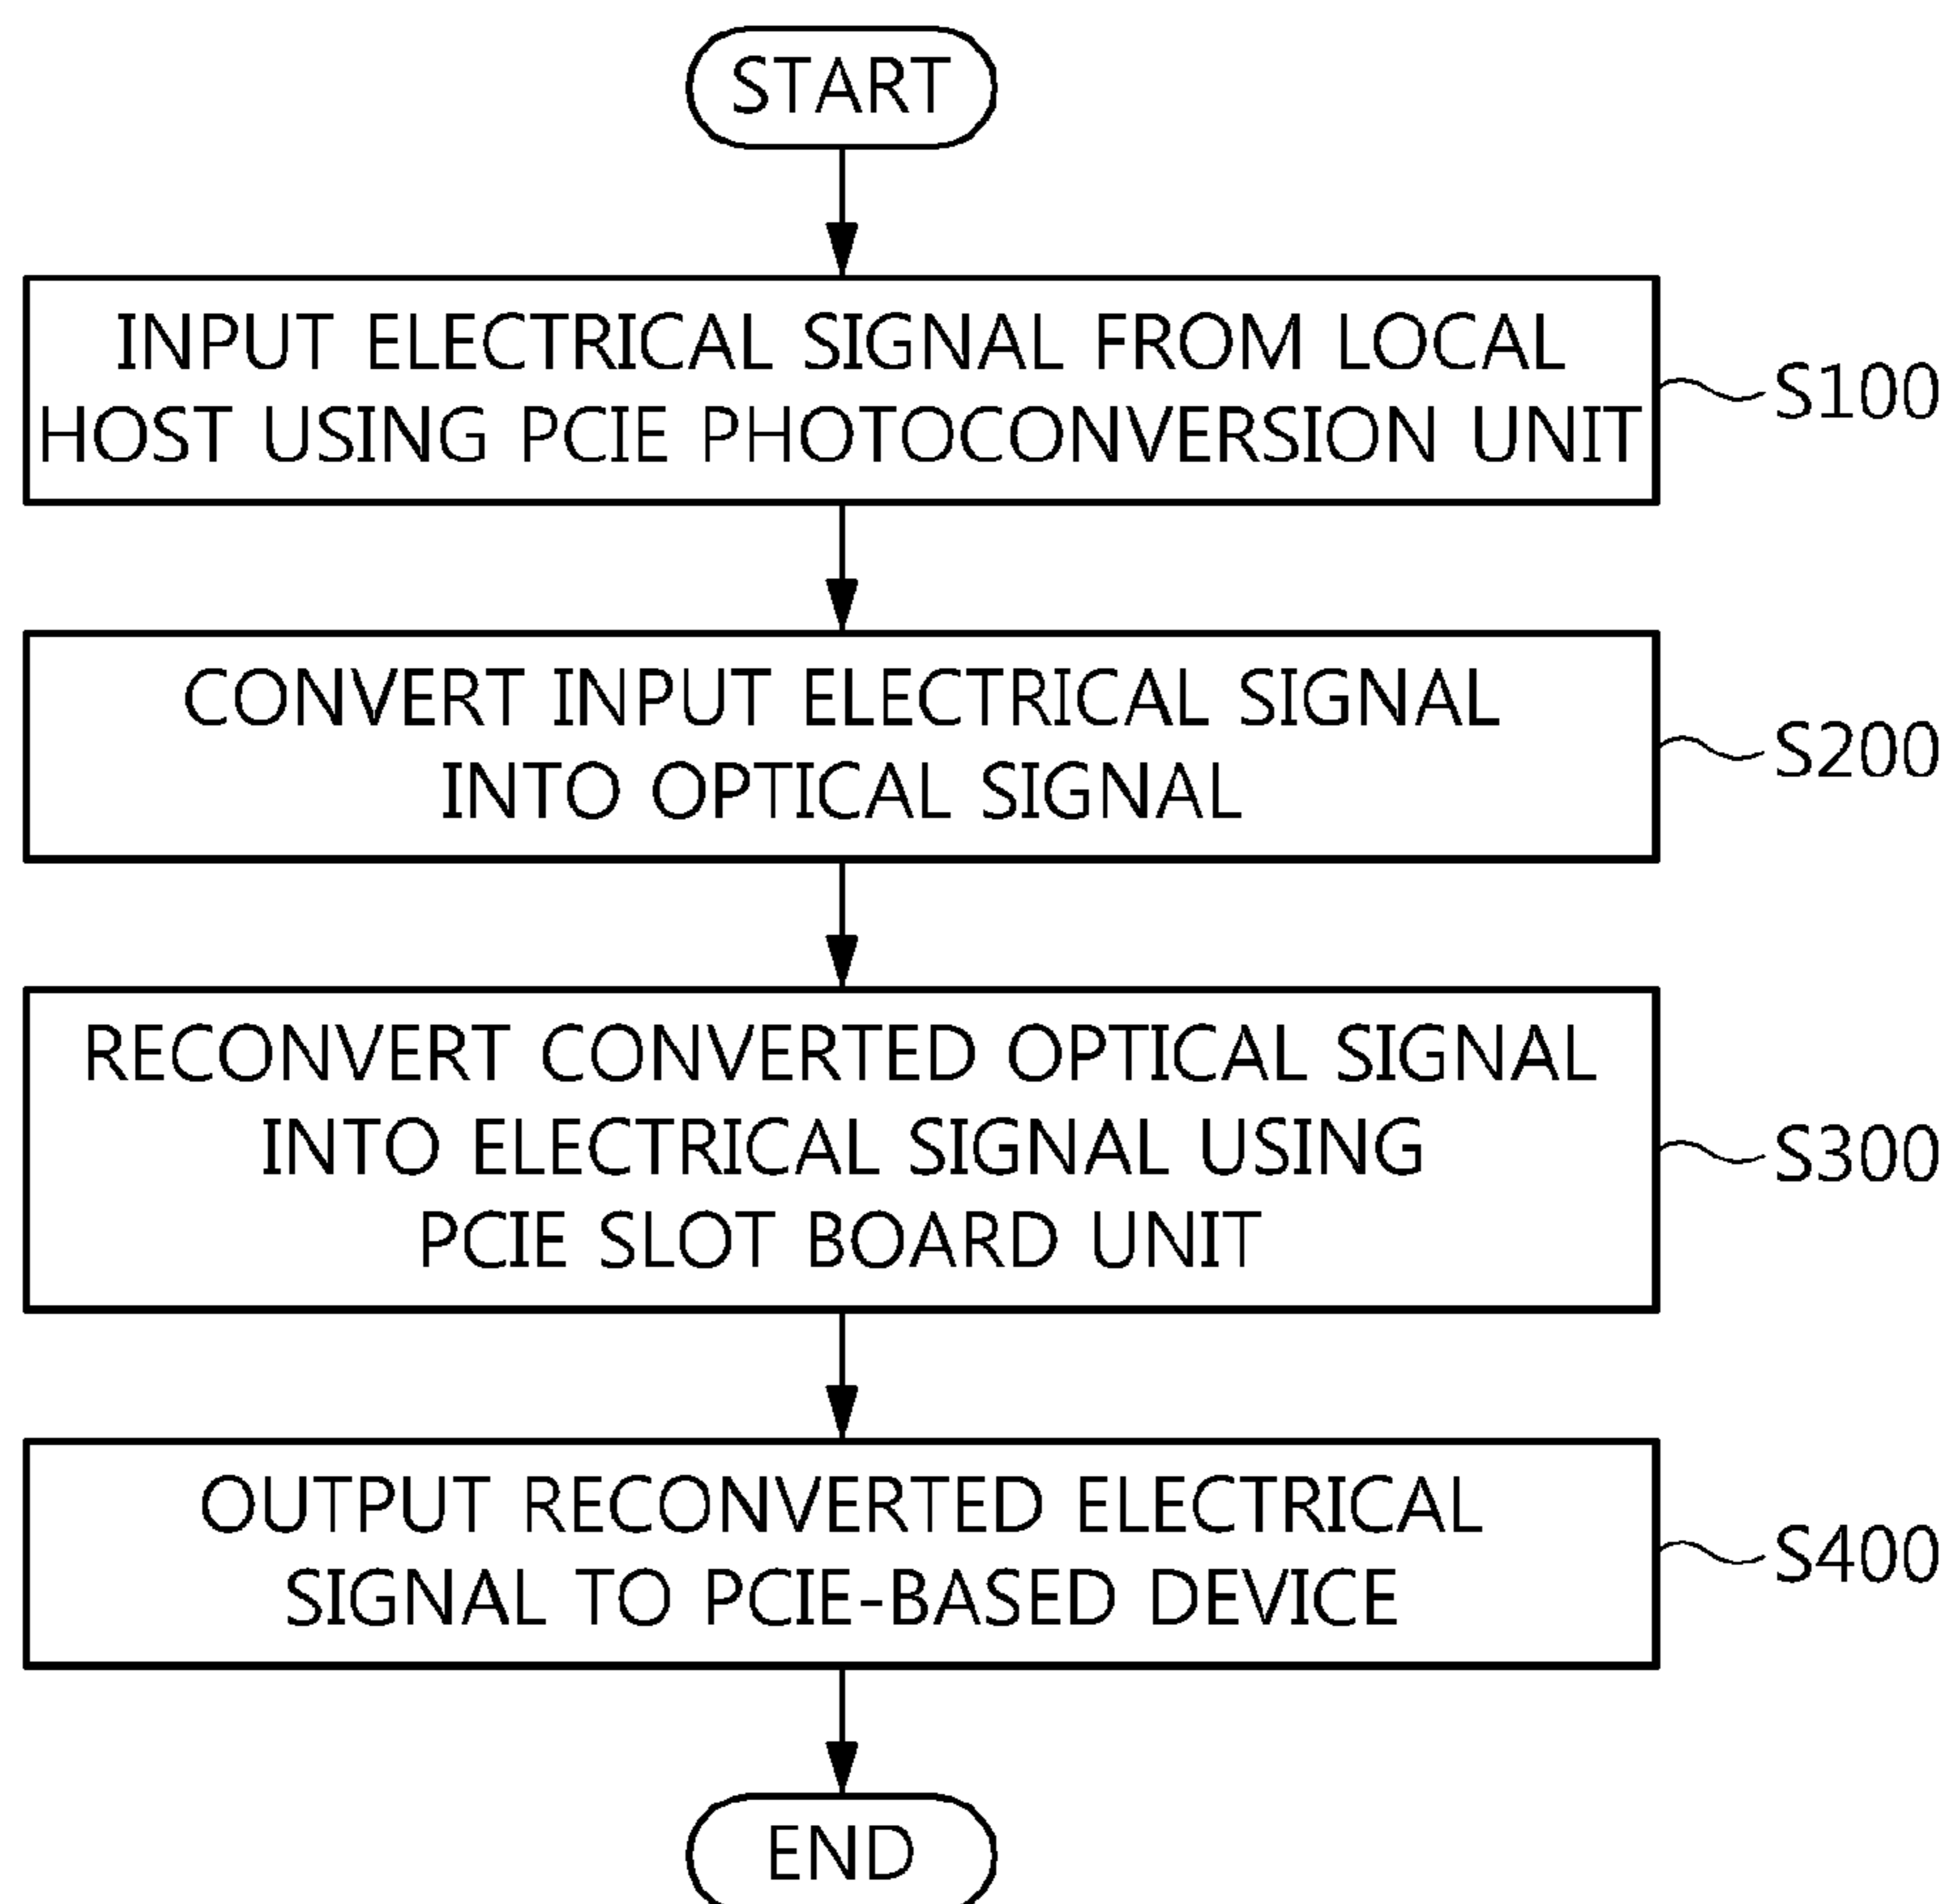 START
INPUT ELECTRICAL SIGNAL FROM LOCAL
HOST USING PCIE PHOTOCONVERSION UNIT
S100
CONVERT INPUT ELECTRICAL SIGNAL
INTO OPTICAL SIGNAL
S200
RECONVERT CONVERTED OPTICAL SIGNAL
INTO ELECTRICAL SIGNAL USING
PCIE SLOT BOARD UNIT
S300
OUTPUT RECONVERTED ELECTRICAL
SIGNAL TO PCIE-BASED DEVICE
S400
END